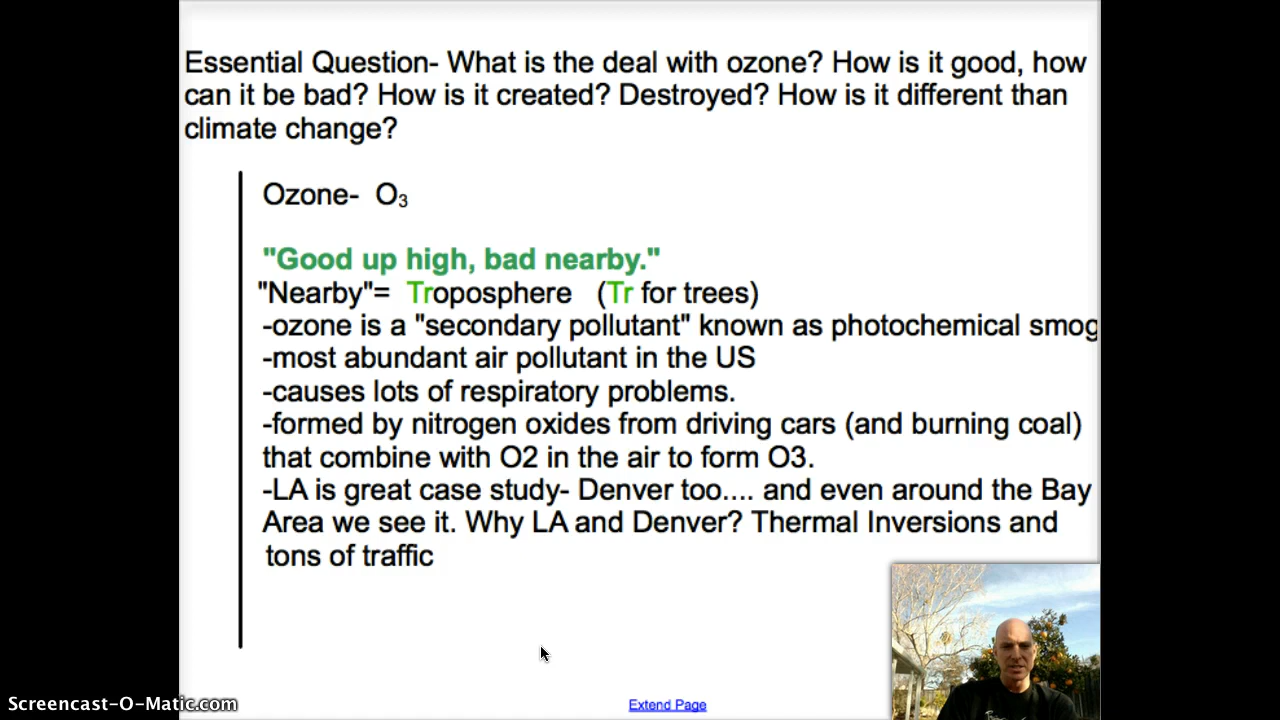 Essential Question- What is the deal with ozone? How is it good, how
can it be bad? How is it created? Destroyed? How is it different than
climate change?
Ozone- O₃
"Good up high, bad nearby."
"Nearby"= Troposphere (Tr for trees)
-ozone is a "secondary pollutant" known as photochemical smog
-most abundant air pollutant in the US
-causes lots of respiratory problems.
-formed by nitrogen oxides from driving cars (and burning coal)
that combine with O2 in the air to form O3.
-LA is great case study- Denver too.... and even around the Bay
Area we see it. Why LA and Denver? Thermal Inversions and
tons of traffic
Extend Page
Screencast-O-Matic.com